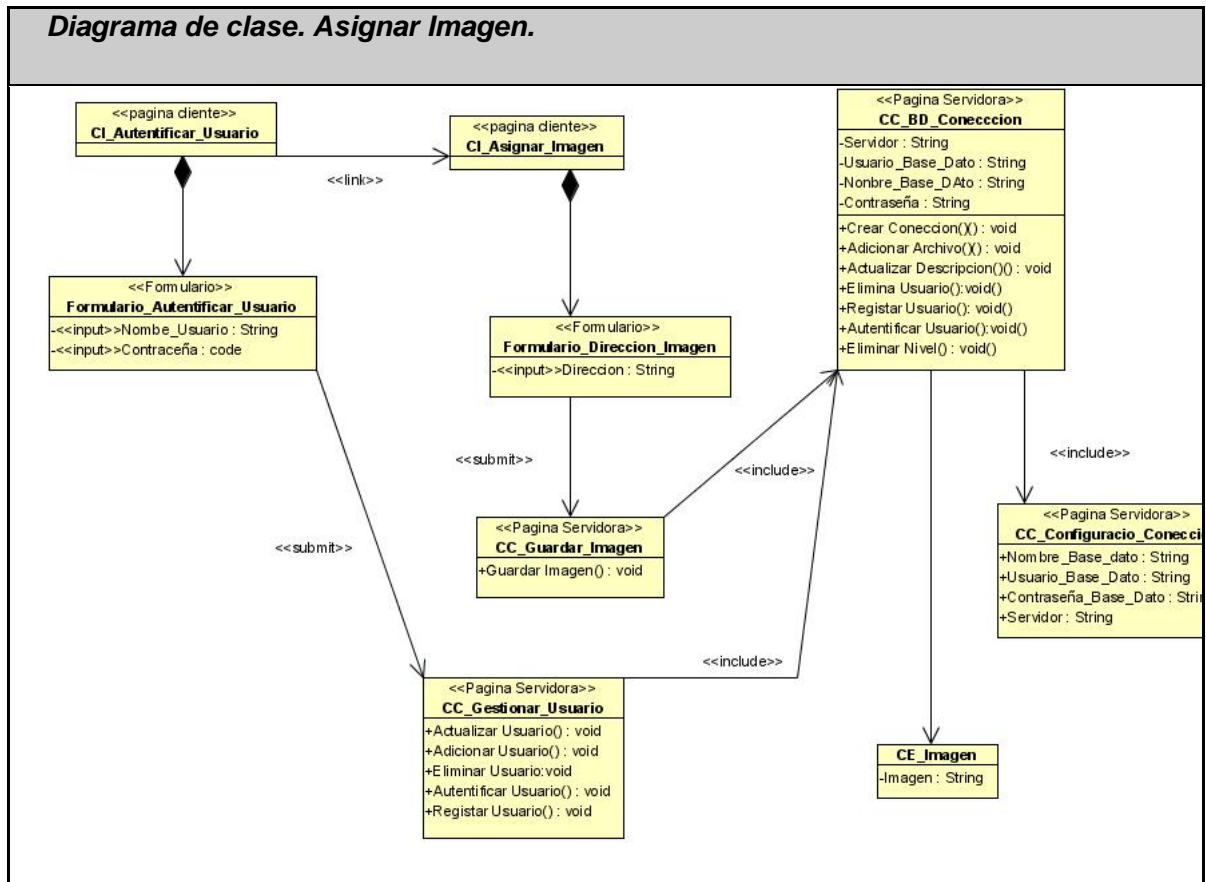 Diagrama de clase. Asignar Imagen.
<<pagina cliente>>
CI_Autentificar_Usuario
<<link>>
<<pagina cliente>>
CI_Asignar_Imagen
<<Pagina Servidora>>
CC_BD_Conecccion
-Servidor : String
-Usuario_Base_Dato : String
-Nonbre_Base_DAto : String
-Contraseña : String
+Crear Coneccion()() : void
+Adicionar Archivo()() : void
+Actualizar Descripcion()() : void
+Elimina Usuario():void()
+Registar Usuario(): void()
+Autentificar Usuario():void()
+Eliminar Nivel() : void()
<<Formulario>>
Formulario_Autentificar_Usuario
-<<input>>Nombe_Usuario : String
-<<input>>Contraceña : code
<<Formulario>>
Formulario_Direccion_Imagen
-<<input>>Direccion : String
<<submit>>
<<include>>
<<include>>
<<submit>>
<<Pagina Servidora>>
CC_Guardar_Imagen
+Guardar Imagen() : void
<<Pagina Servidora>>
CC_Configuracio_Conecci
+Nombre_Base_dato : String
+Usuario_Base_Dato : String
+Contraseña_Base_Dato : Strin
+Servidor : String
<<include>>
<<Pagina Servidora>>
CC_Gestionar_Usuario
+Actualizar Usuario() : void
+Adicionar Usuario() : void
+Eliminar Usuario:void
+Autentificar Usuario() : void
+Registar Usuario() : void
CE_Imagen
-Imagen : String